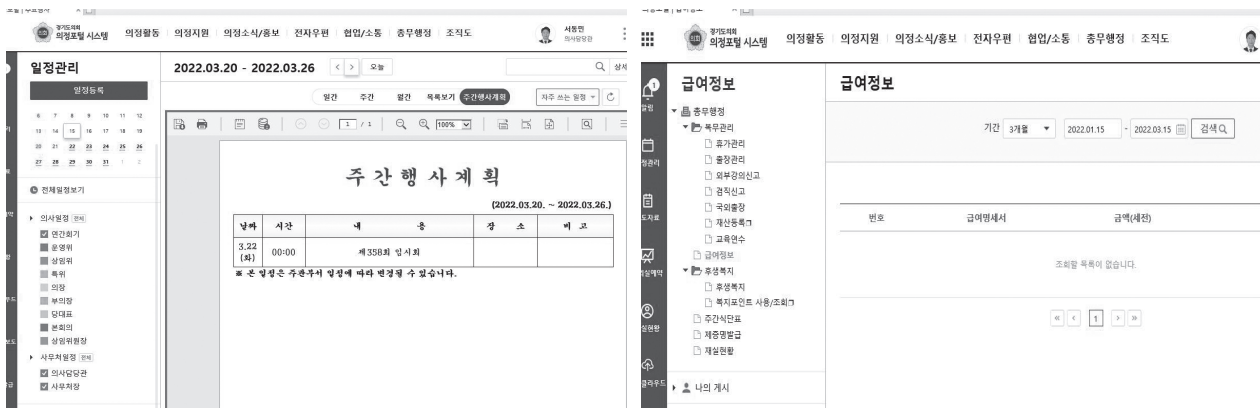 경기도의회
의정포털 시스템
의정활동 의정지원 의정소식/홍보 전자우편 협업/소통 총무행정 조직도
서동민
의사담당관
일정관리
일정등록
6 7 8 9 10 11 12
13 14 15 16 17 18 19
20 21 22 23 24 25 26
27 28 29 30 31 1 2
전체일정보기
의사일정 전체
연간회기
운영위
상임위
특위
의장
부의장
당대표
본회의
상임위원장
사무처일정 전체
의사담당관
사무처장
2022.03.20 - 2022.03.26 < > 오늘
일간 주간 월간 목록보기 주간행사계획 자주 쓰는 일정
1 / 1 100%
주 간 행 사 계 획
(2022.03.20. ~ 2022.03.26.)
날짜 시간 내 용 장 소 비 고
3.22
(화) 00:00 제358회 임시회
※ 본 일정은 주관부서 일정에 따라 변경될 수 있습니다.
경기도의회
의정포털 시스템
의정활동 의정지원 의정소식/홍보 전자우편 협업/소통 총무행정 조직도
급여정보
총무행정
복무관리
휴가관리
출장관리
외부강의신고
겸직신고
국외출장
재산등록
교육연수
급여정보
후생복지
후생복지
복지포인트 사용/조회
주간식단표
제증명발급
재실현황
나의 게시
급여정보
기간 3개월 2022.01.15 - 2022.03.15 검색
번호 급여명세서 금액(세전)
조회할 목록이 없습니다.
« < 1 > »